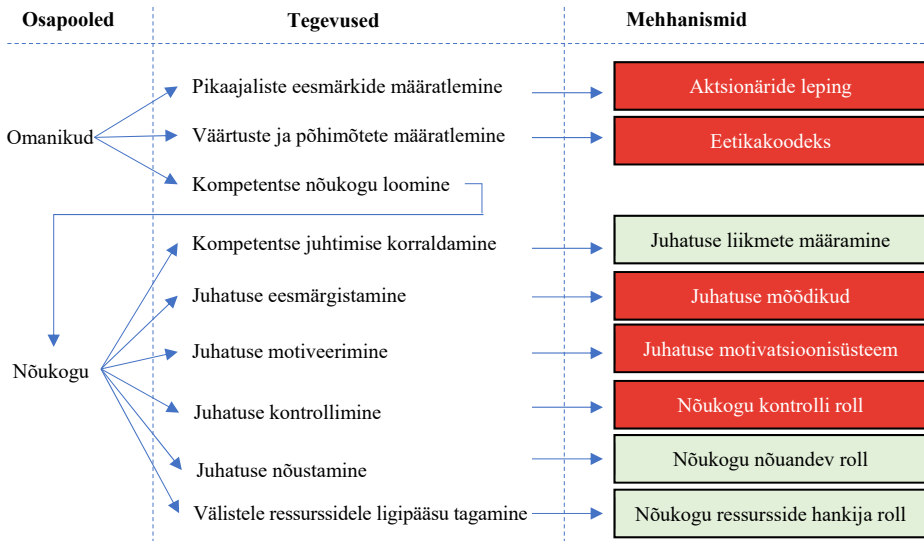 Osapooled Tegevused Mehhanismid
Pikaajaliste eesmärkide määratlemine Aktsionäride leping
Omanikud Väärtuste ja põhimõtete määratlemine Eetikakoodeks
Kompetentse nõukogu loomine
Kompetentse juhtimise korraldamine Juhatuse liikmete määramine
Juhatuse eesmärgistamine Juhatuse mõõdikud
Nõukogu Juhatuse motiveerimine Juhatuse motivatsioonisüsteem
Juhatuse kontrollimine Nõukogu kontrolli roll
Juhatuse nõustamine Nõukogu nõuandev roll
Välistele ressurssidele ligipääsu tagamine Nõukogu ressursside hankija roll